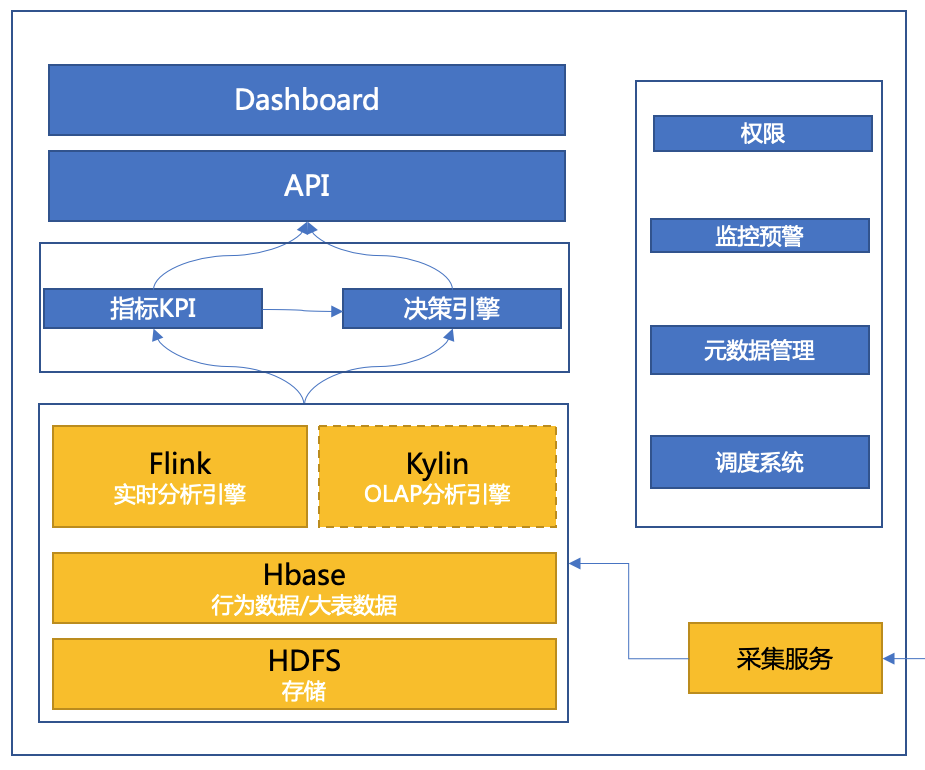 Dashboard
API
指标KPI
决策引擎
Flink
实时分析引擎
Kylin
OLAP分析引擎
Hbase
行为数据/大表数据
HDFS
存储
权限
监控预警
元数据管理
调度系统
采集服务